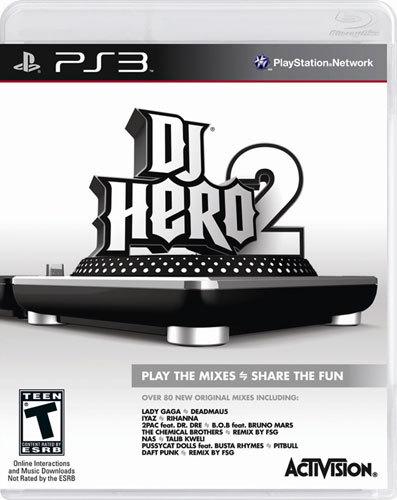 Blu-ray Disc
PS3
PlayStation®Network
DJ
HERO® 2
PLAY THE MIXES ⇋ SHARE THE FUN
OVER 80 NEW ORIGINAL MIXES INCLUDING:
LADY GAGA ⇋ DEADMAU5
IYAZ ⇋ RIHANNA
2PAC feat. DR. DRE ⇋ B.O.B feat. BRUNO MARS
THE CHEMICAL BROTHERS ⇋ REMIX BY FSG
NAS ⇋ TALIB KWELI
PUSSYCAT DOLLS feat. BUSTA RHYMES ⇋ PITBULL
DAFT PUNK ⇋ REMIX BY FSG
TEEN
T
CONTENT RATED BY
ESRB
Online Interactions
and Music Downloads
Not Rated by the ESRB
ACTIVISION®